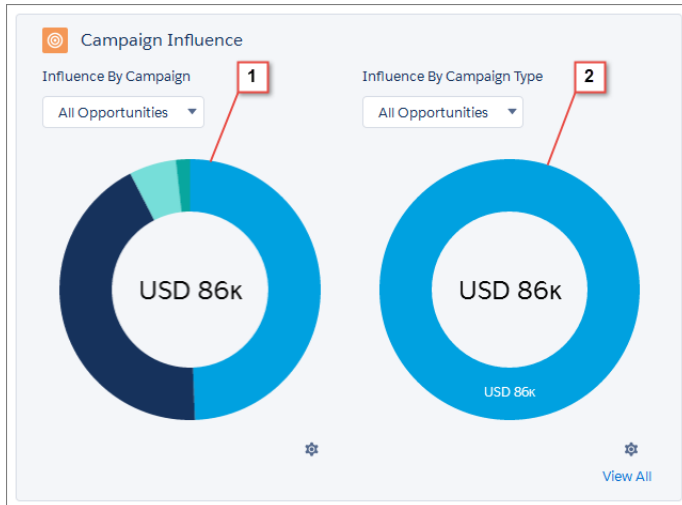 Campaign Influence
Influence By Campaign
1
Influence By Campaign Type
2
All Opportunities
All Opportunities
USD 86K
USD 86K
USD 86K
View All